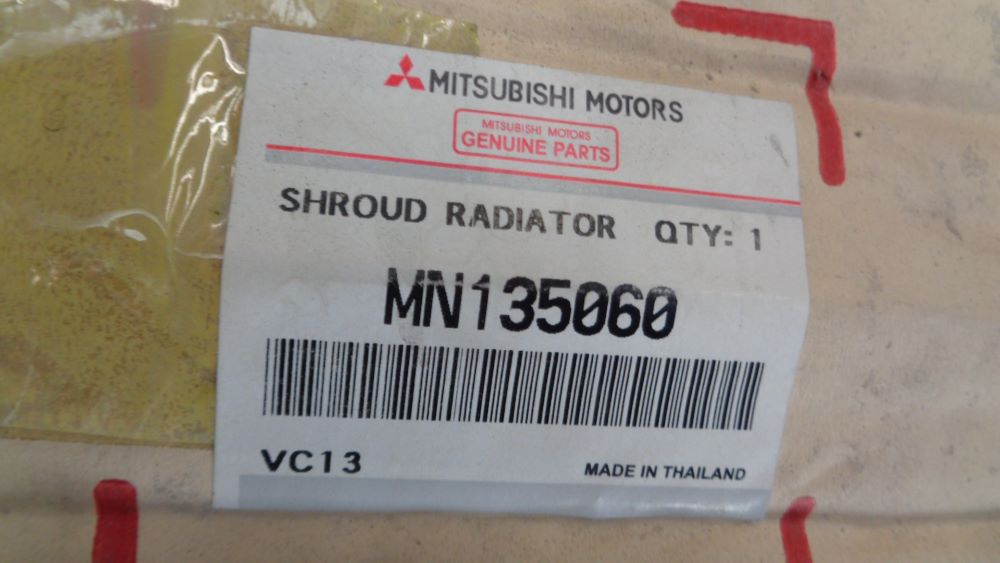 MITSUBISHI MOTORS
MITSUBISHI MOTORS
GENUINE PARTS
SHROUD RADIATOR QTY: 1
MN135060
VC13 MADE IN THAILAND